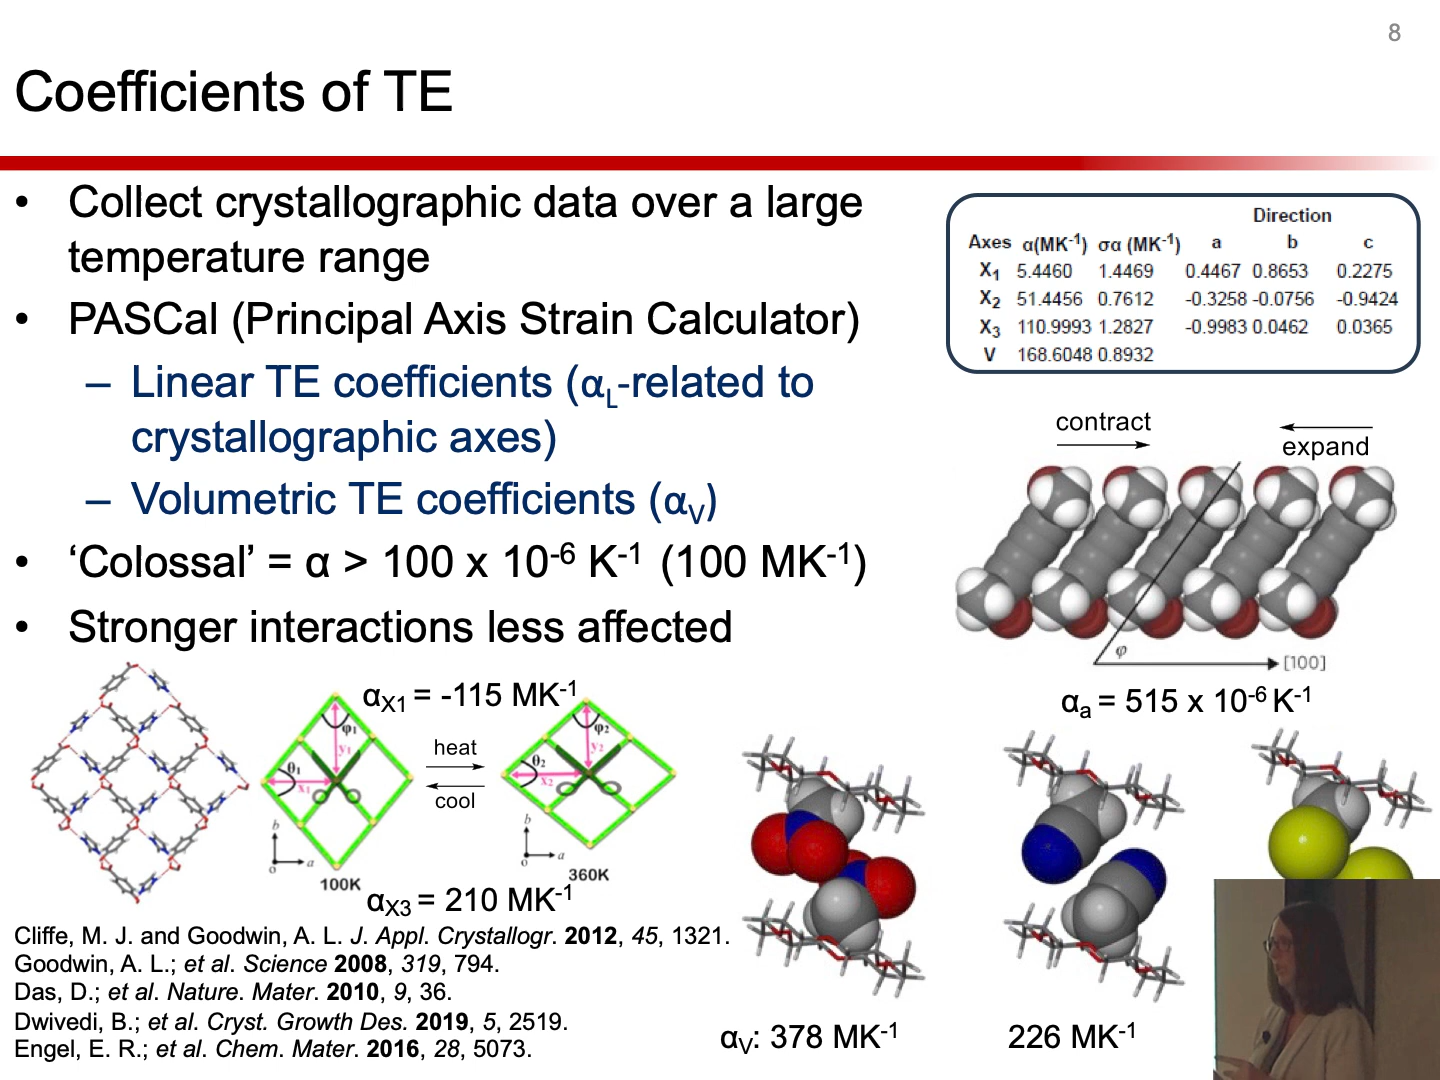 8
Coefficients of TE
• Collect crystallographic data over a large
temperature range
• PASCal (Principal Axis Strain Calculator)
– Linear TE coefficients (αL-related to
crystallographic axes)
– Volumetric TE coefficients (αV)
• ‘Colossal’ = α > 100 x 10-6 K-1 (100 MK-1)
• Stronger interactions less affected
Direction
Axes α(MK-1) σα (MK-1) a b c
X1 5.4460 1.4469 0.4467 0.8653 0.2275
X2 51.4456 0.7612 -0.3258 -0.0756 -0.9424
X3 110.9993 1.2827 -0.9983 0.0462 0.0365
V 168.6048 0.8932
contract
expand
φ
[100]
αa = 515 x 10-6 K-1
αX1 = -115 MK-1
φ1
y1
θ1
x1
b
a
o
100K
heat
cool
φ2
y2
θ2
x2
b
a
o
360K
αX3 = 210 MK-1
Cliffe, M. J. and Goodwin, A. L. J. Appl. Crystallogr. 2012, 45, 1321.
Goodwin, A. L.; et al. Science 2008, 319, 794.
Das, D.; et al. Nature. Mater. 2010, 9, 36.
Dwivedi, B.; et al. Cryst. Growth Des. 2019, 5, 2519.
Engel, E. R.; et al. Chem. Mater. 2016, 28, 5073.
αV: 378 MK-1
226 MK-1